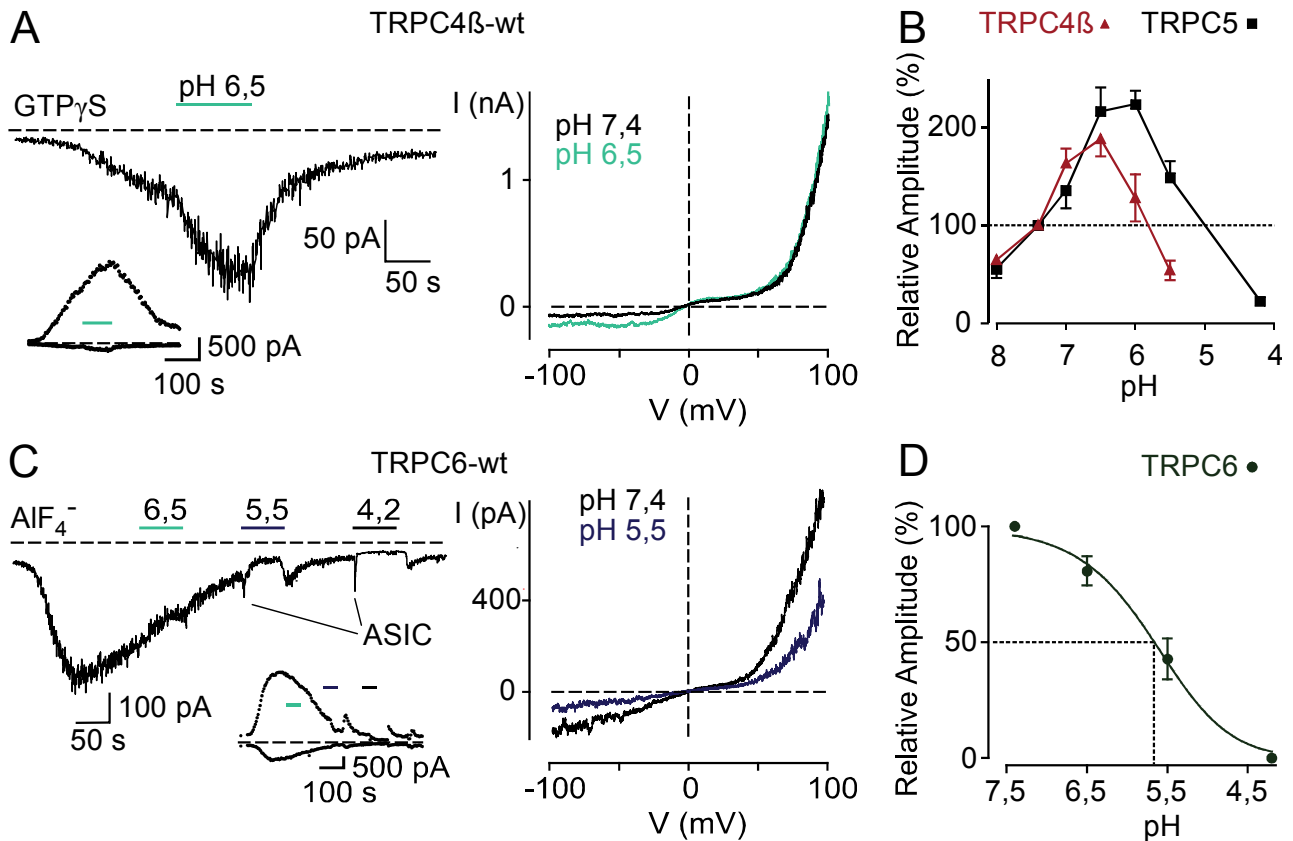 A
TRPC4ß-wt
pH 6,5
GTPγS
50 pA
50 s
500 pA
100 s
I (nA)
pH 7,4
pH 6,5
1
0
-100
0
100
V (mV)
B
TRPC4ß
TRPC5
Relative Amplitude (%)
200
100
0
8
7
6
5
4
pH
C
TRPC6-wt
AlF4-
6,5
5,5
4,2
ASIC
100 pA
50 s
500 pA
100 s
I (pA)
pH 7,4
pH 5,5
400
0
-100
0
100
V (mV)
D
TRPC6
Relative Amplitude (%)
100
50
0
7,5
6,5
5,5
4,5
pH